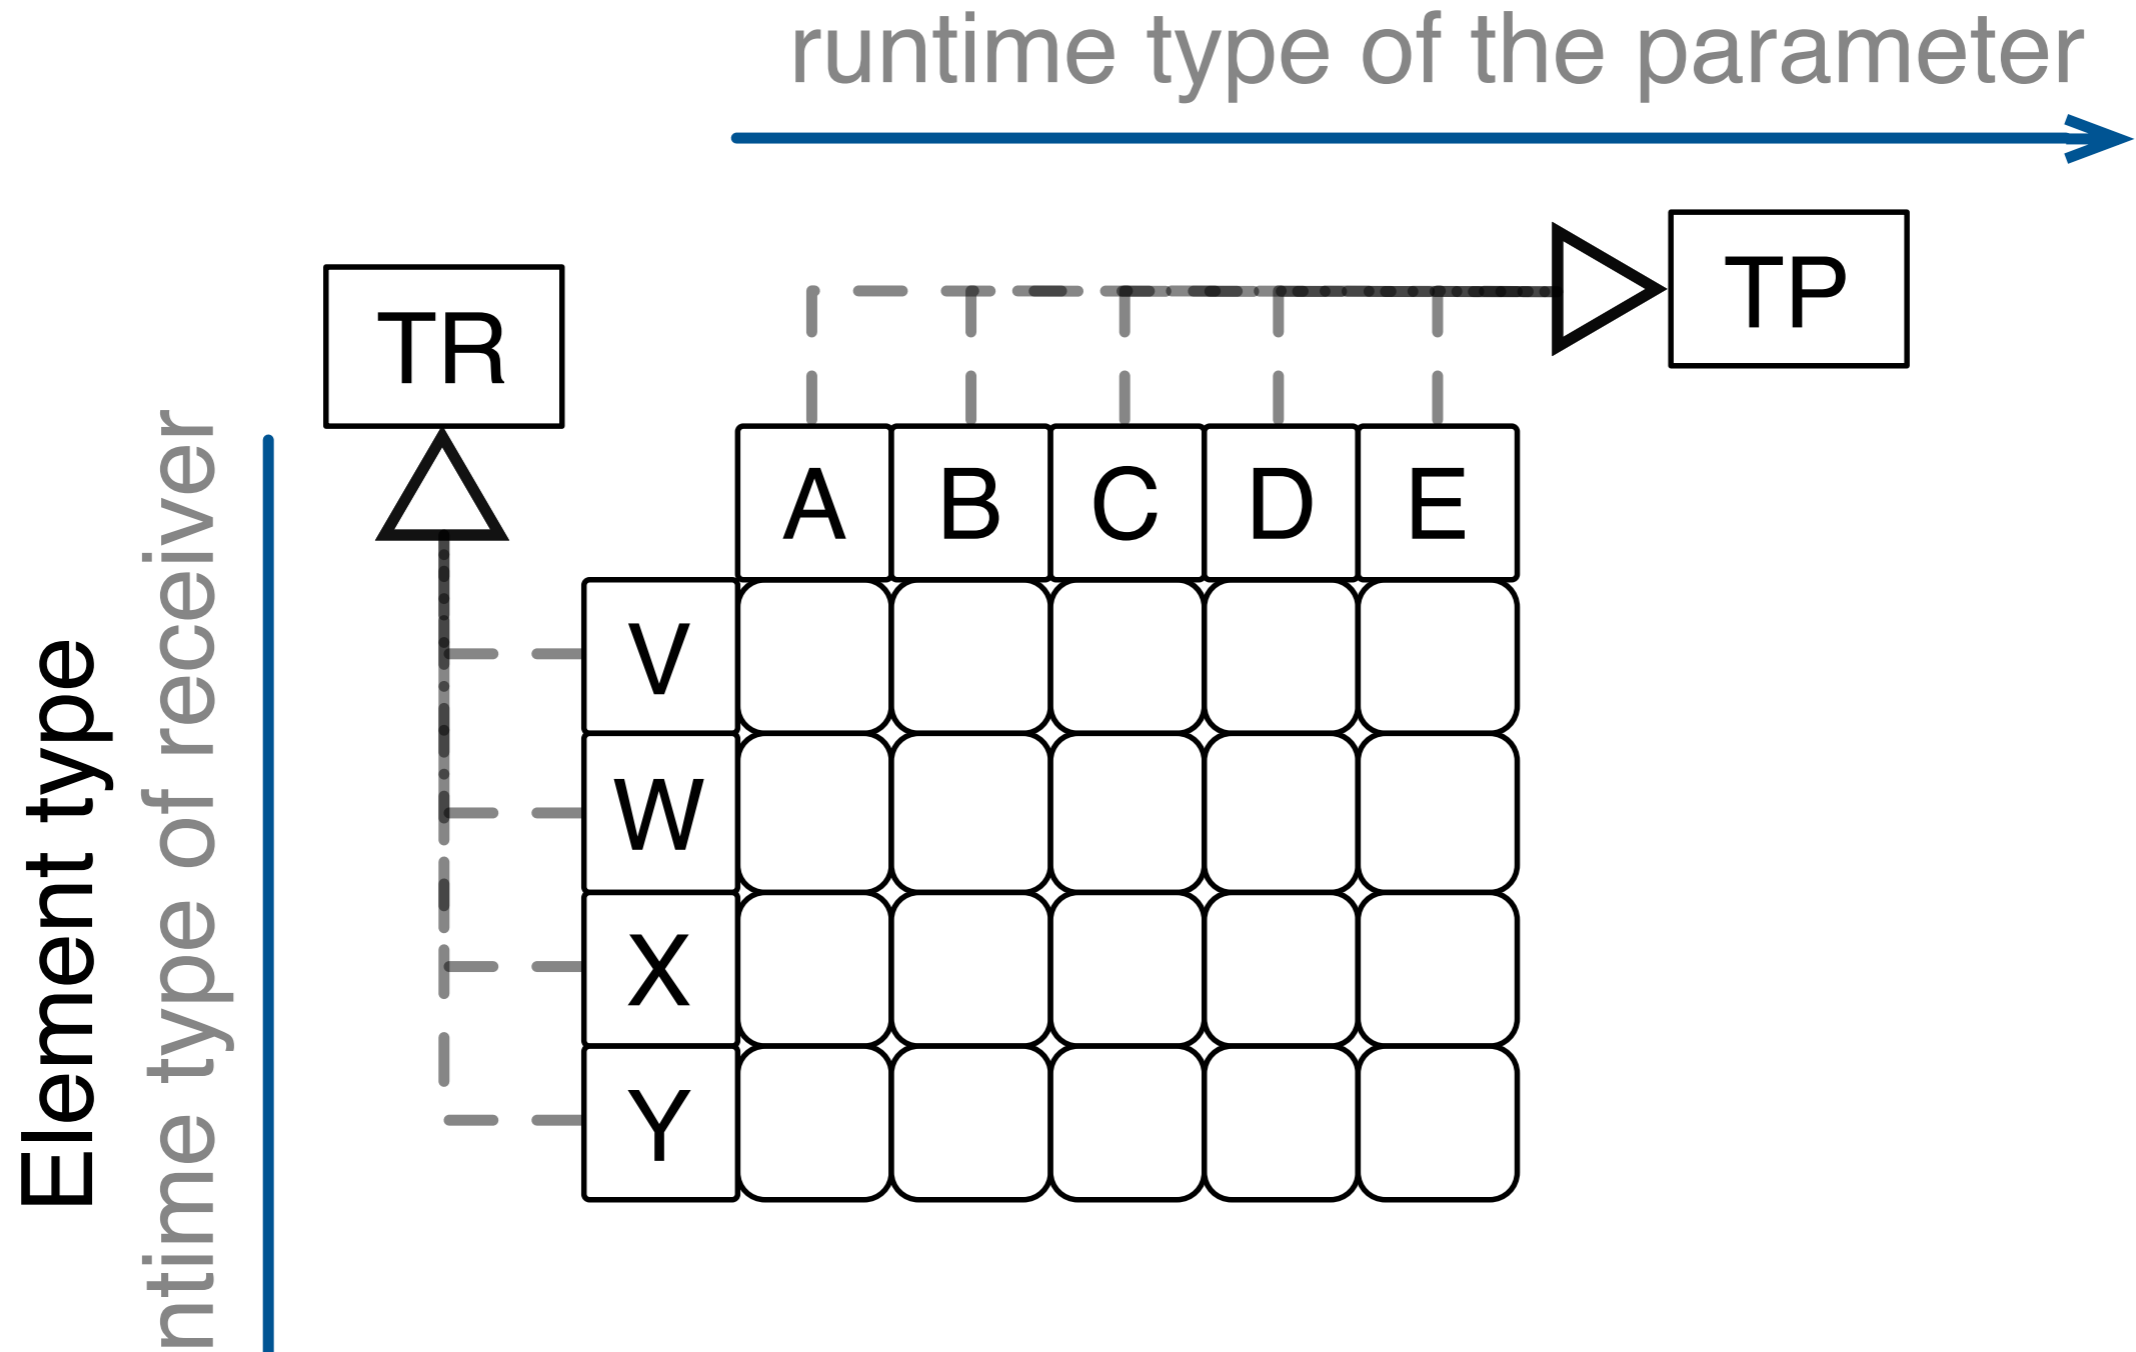 runtime type of the parameter
TP
TR
A B C D E
V
W
X
Y
Element type
ntime type of receiver